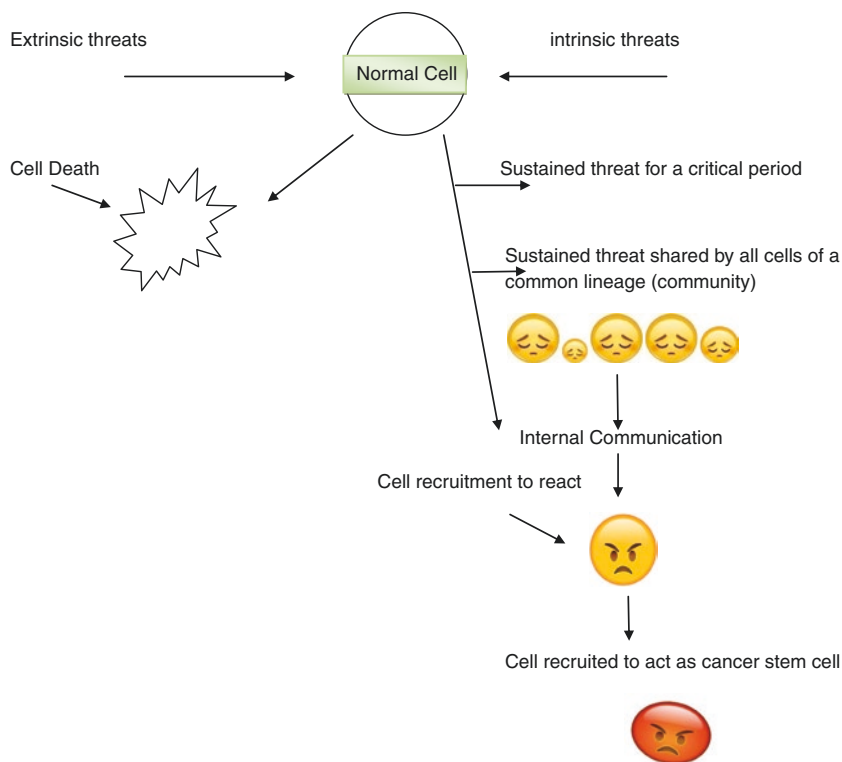 Extrinsic threats
intrinsic threats
Normal Cell
Cell Death
Sustained threat for a critical period
Sustained threat shared by all cells of a
common lineage (community)
Internal Communication
Cell recruitment to react
Cell recruited to act as cancer stem cell